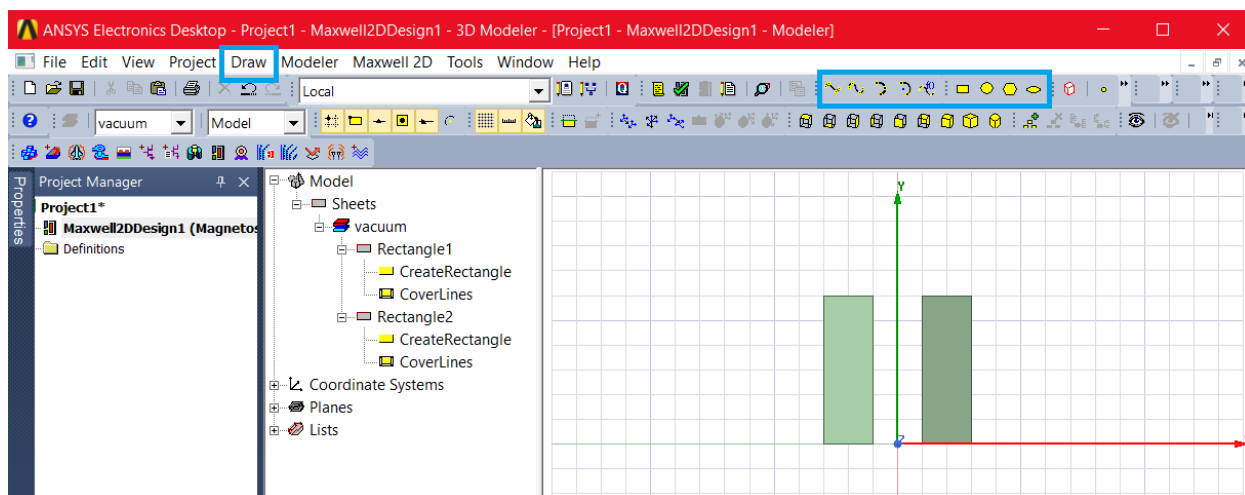 ANSYS Electronics Desktop - Project1 - Maxwell2DDesign1 - 3D Modeler - [Project1 - Maxwell2DDesign1 - Modeler]
File Edit View Project Draw Modeler Maxwell 2D Tools Window Help
Local
vacuum Model
Properties
Project Manager
Project1*
Maxwell2DDesign1 (Magnetos
Definitions
Model
Sheets
vacuum
Rectangle1
CreateRectangle
CoverLines
Rectangle2
CreateRectangle
CoverLines
Coordinate Systems
Planes
Lists
Y
Z